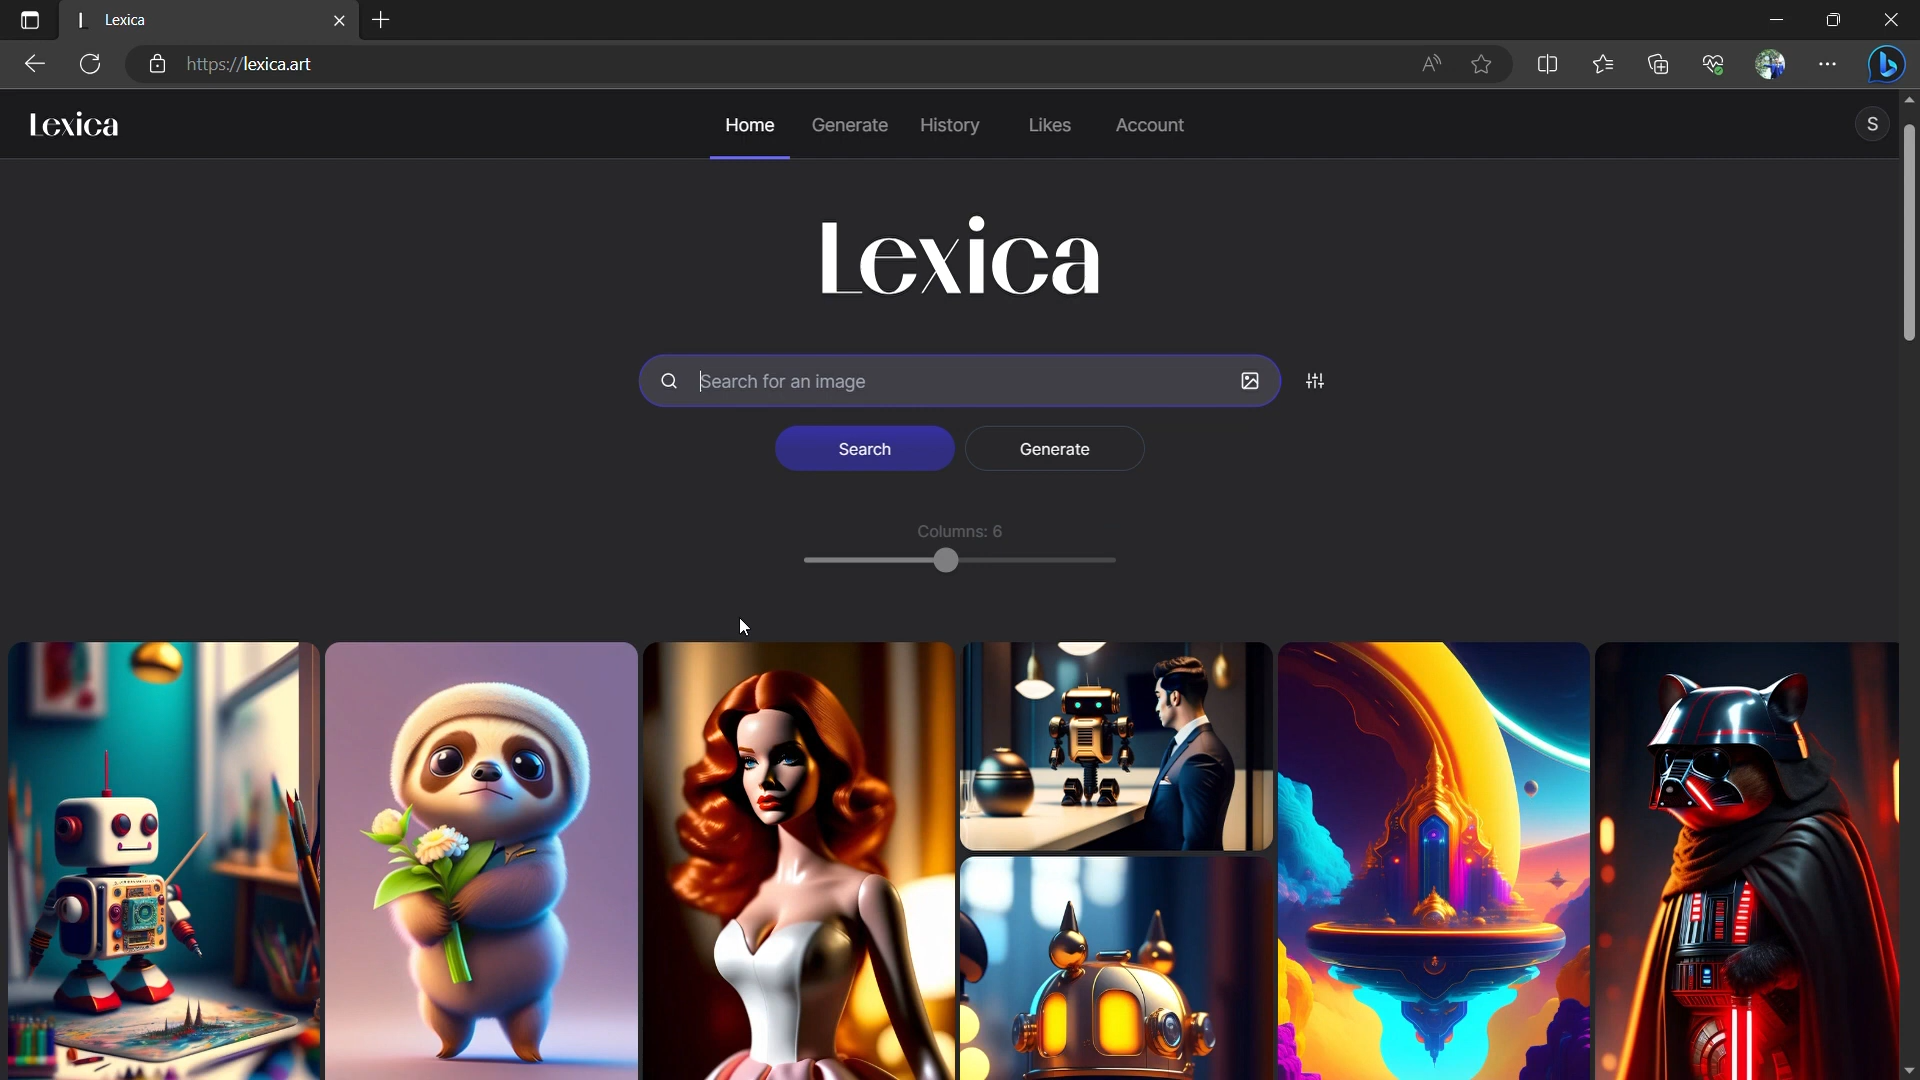 Lexica
https://lexica.art
Lexica
Home Generate History Likes Account
S
Lexica
Search for an image
Search Generate
Columns: 6